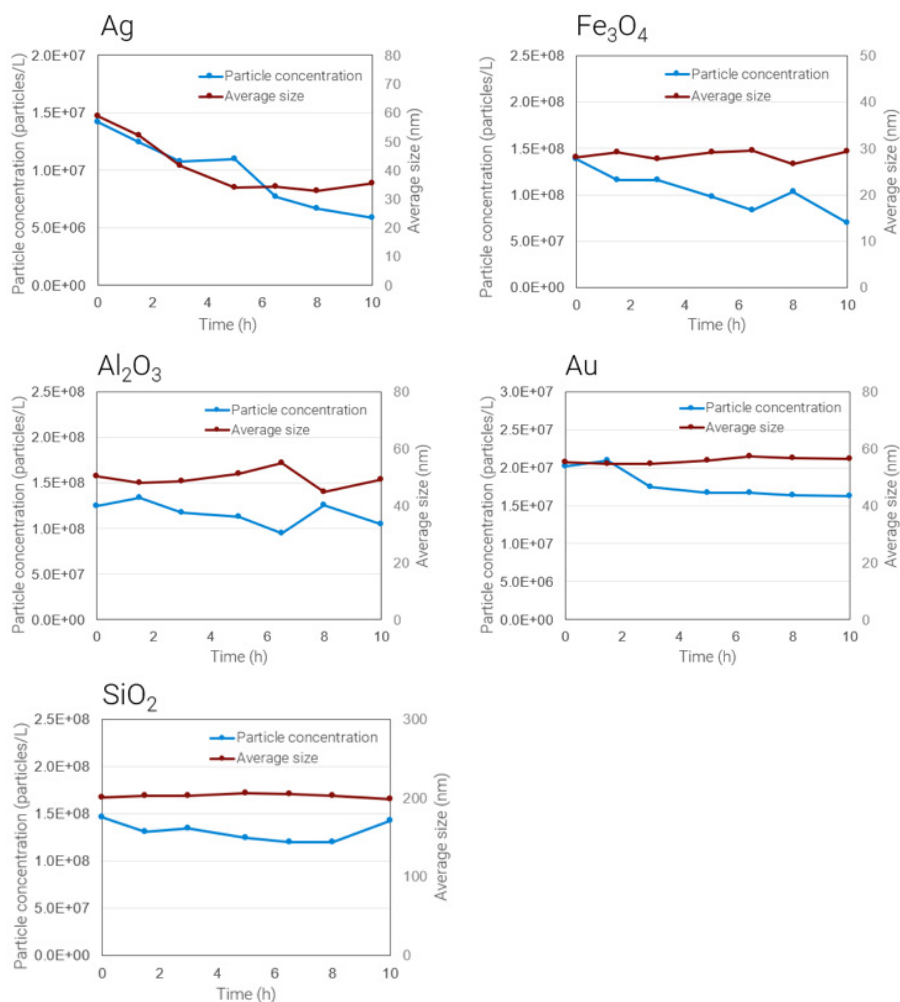 Ag
Particle concentration (particles/L)
2.0E+07
1.5E+07
1.0E+07
5.0E+06
0.0E+00
Particle concentration
Average size
80
70
60
50
40
30
20
10
0
Average size (nm)
0 2 4 6 8 10
Time (h)
Fe₃O₄
Particle concentration (particles/L)
2.5E+08
2.0E+08
1.5E+08
1.0E+08
5.0E+07
0.0E+00
Particle concentration
Average size
50
40
30
20
10
0
Average size (nm)
0 2 4 6 8 10
Time (h)
Al₂O₃
Particle concentration (particles/L)
2.5E+08
2.0E+08
1.5E+08
1.0E+08
5.0E+07
0.0E+00
Particle concentration
Average size
80
60
40
20
0
Average size (nm)
0 2 4 6 8 10
Time (h)
Au
Particle concentration (particles/L)
3.0E+07
2.5E+07
2.0E+07
1.5E+07
1.0E+07
5.0E+06
0.0E+00
Particle concentration
Average size
80
60
40
20
0
Average size (nm)
0 2 4 6 8 10
Time (h)
SiO₂
Particle concentration (particles/L)
2.5E+08
2.0E+08
1.5E+08
1.0E+08
5.0E+07
0.0E+00
Particle concentration
Average size
300
200
100
0
Average size (nm)
0 2 4 6 8 10
Time (h)